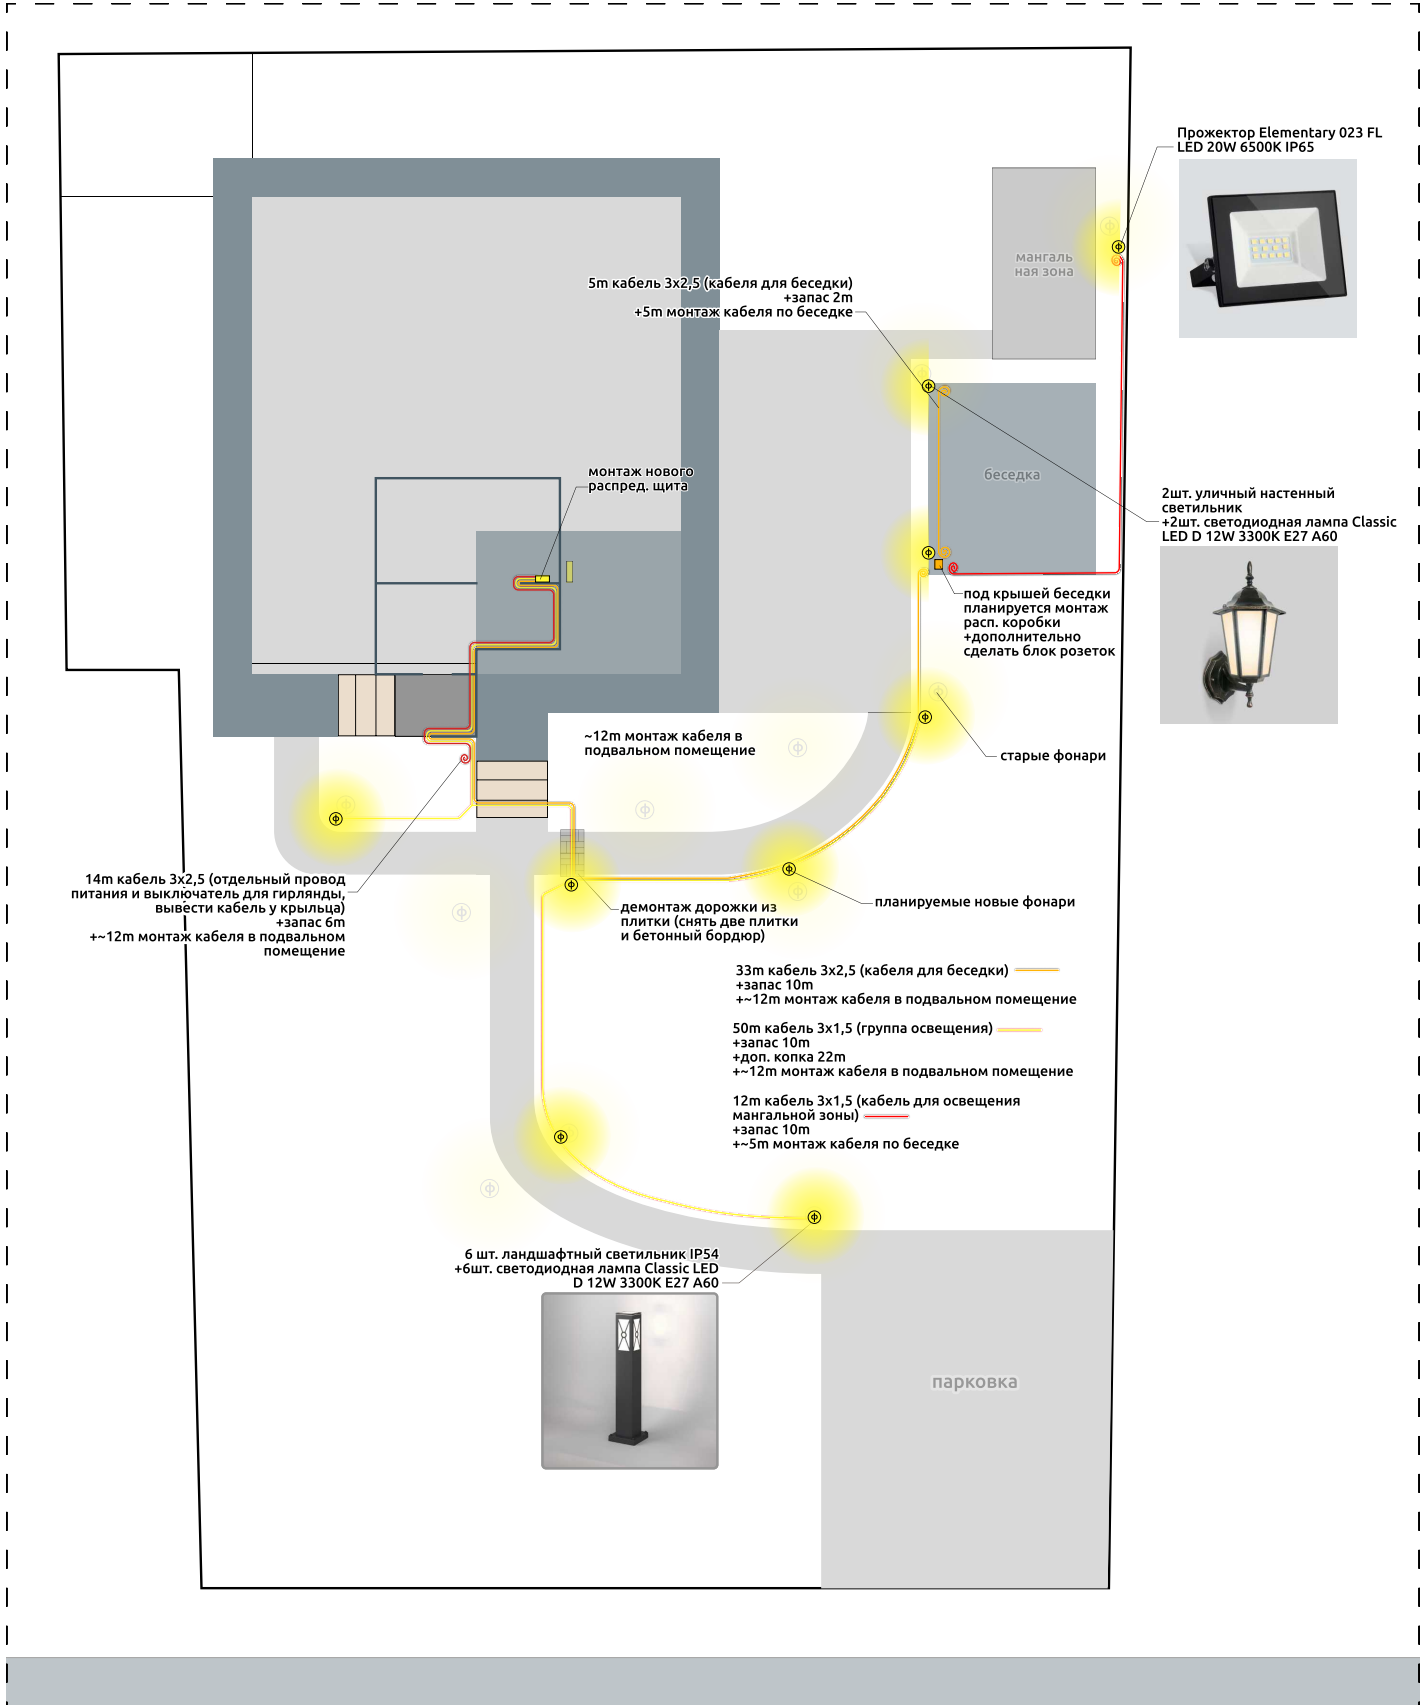 Прожектор Elementary 023 FL
LED 20W 6500K IP65
мангаль
ная зона
5m кабель 3x2,5 (кабеля для беседки)
+запас 2m
+5m монтаж кабеля по беседке
монтаж нового
распред. щита
беседка
2шт. уличный настенный
светильник
+2шт. светодиодная лампа Classic
LED D 12W 3300K E27 A60
под крышей беседки
планируется монтаж
расп. коробки
+дополнительно
сделать блок розеток
~12m монтаж кабеля в
подвальном помещение
старые фонари
14m кабель 3x2,5 (отдельный провод
питания и выключатель для гирлянды,
вывести кабель у крыльца)
+запас 6m
+~12m монтаж кабеля в подвальном
помещение
демонтаж дорожки из
плитки (снять две плитки
и бетонный бордюр)
планируемые новые фонари
33m кабель 3x2,5 (кабеля для беседки)
+запас 10m
+~12m монтаж кабеля в подвальном помещение
50m кабель 3x1,5 (группа освещения)
+запас 10m
+доп. копка 22m
+~12m монтаж кабеля в подвальном помещение
12m кабель 3x1,5 (кабель для освещения
мангальной зоны)
+запас 10m
+~5m монтаж кабеля по беседке
6 шт. ландшафтный светильник IP54
+6шт. светодиодная лампа Classic LED
D 12W 3300K E27 A60
парковка